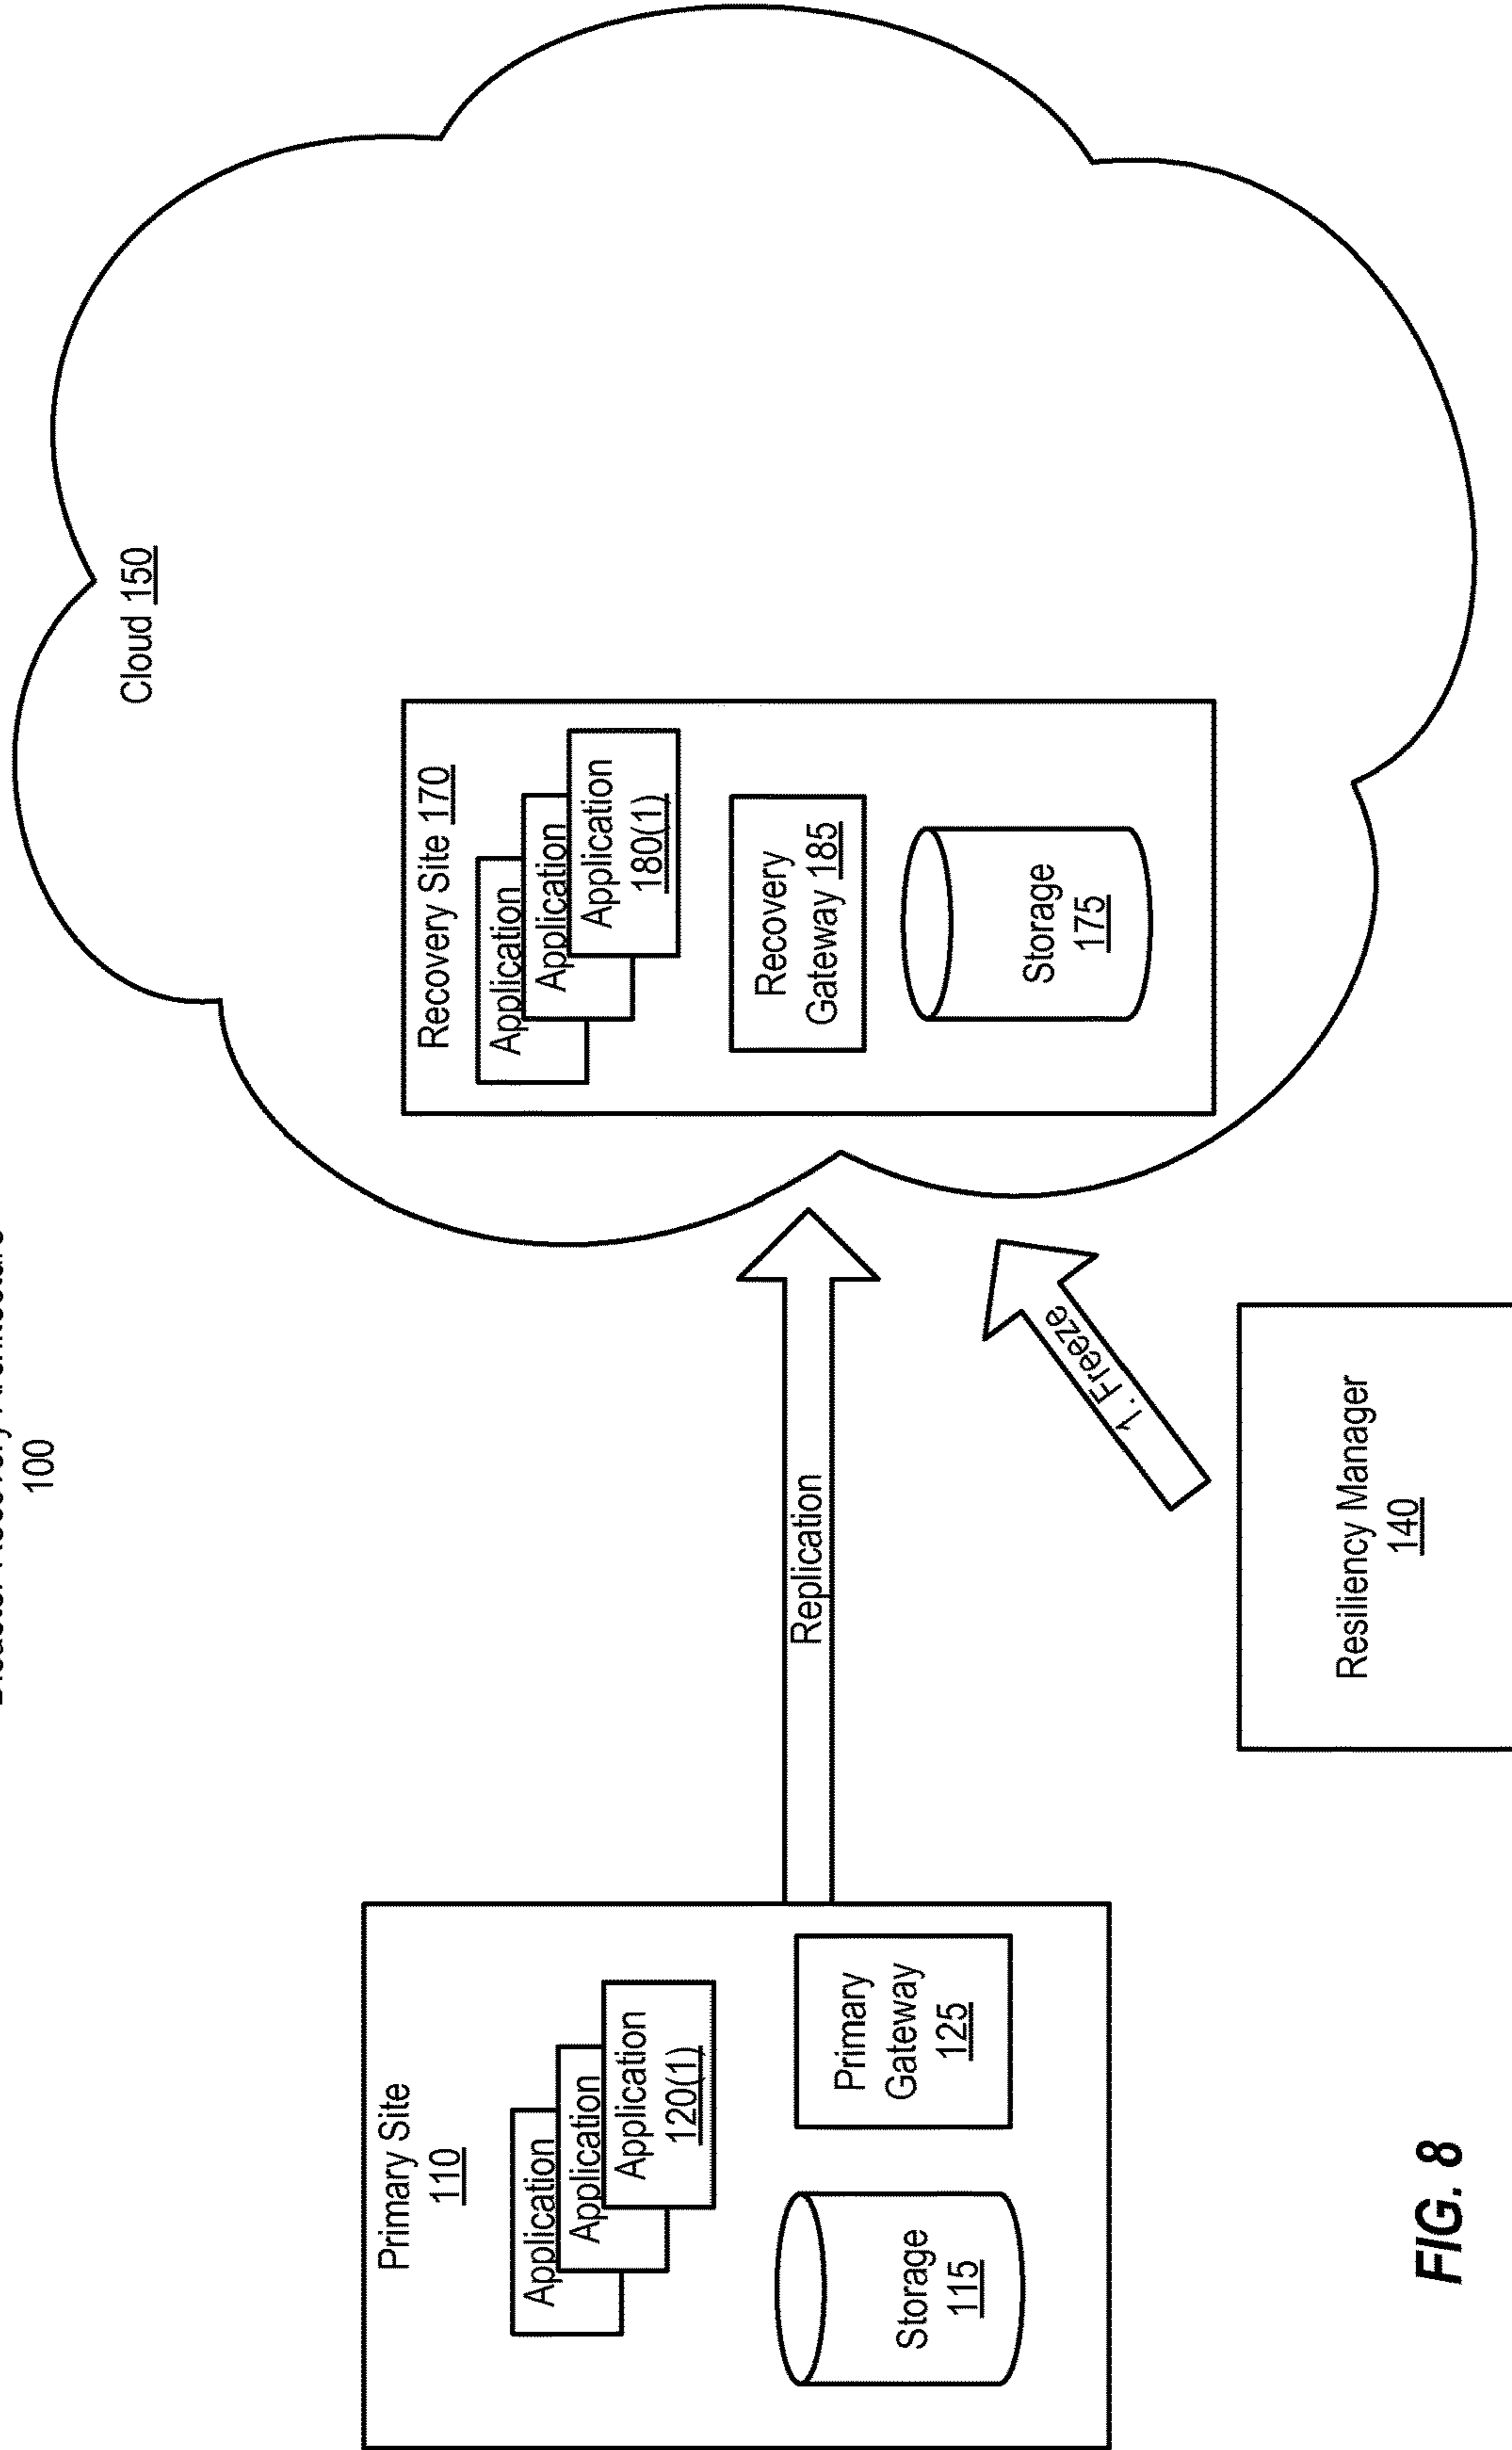 100
Primary Site
110
Application
Application
Application
120(1)
Storage
115
Primary
Gateway
125
Replication
1. Freeze
Resiliency Manager
140
Cloud 150
Recovery Site 170
Application
Application
Application
180(1)
Recovery
Gateway 185
Storage
175
FIG. 8